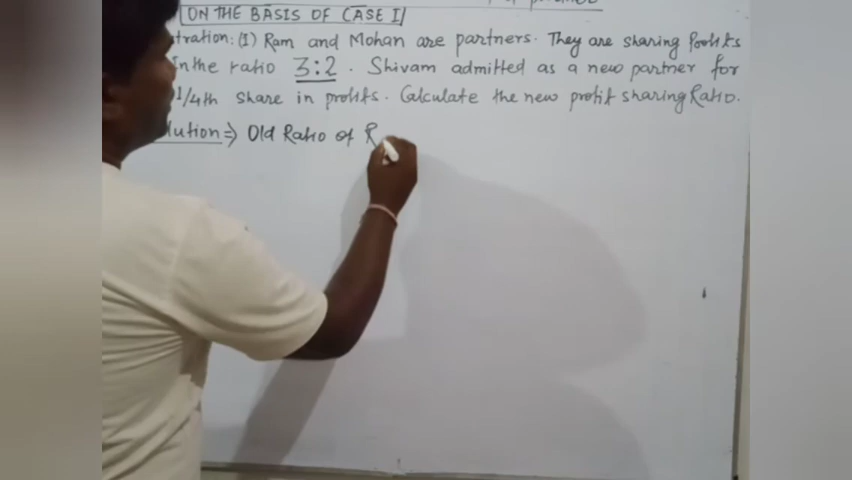 ON THE BASIS OF CASE I
stration: (1) Ram and Mohan are partners. They are sharing Profits
In the ratio 3:2. Shivam admitted as a new partner for
1/4th share in profits. Calculate the new profit sharing Ratio.
lution ⇒ Old Ratio of R